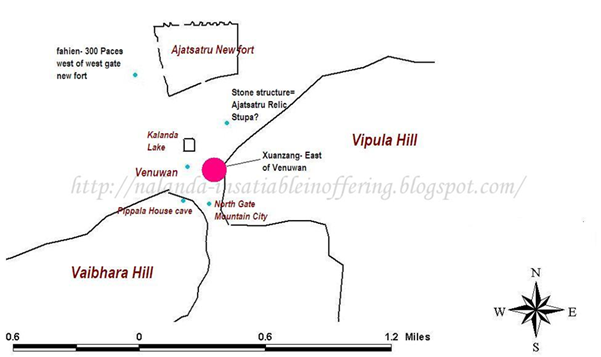 Ajatsatru New fort
fahien- 300 Paces
west of west gate
new fort
Stone structure=
Ajatsatru Relic
Stupa?
Kalanda
Lake
Vipula Hill
Xuanzang- East
of Venuwan
Venuwan
http://nalanda-insatiableinoffering.blogspot.com/
Pippala House cave
North Gate
Mountain City
Vaibhara Hill
N
W
E
S
0.6 0 0.6 1.2 Miles